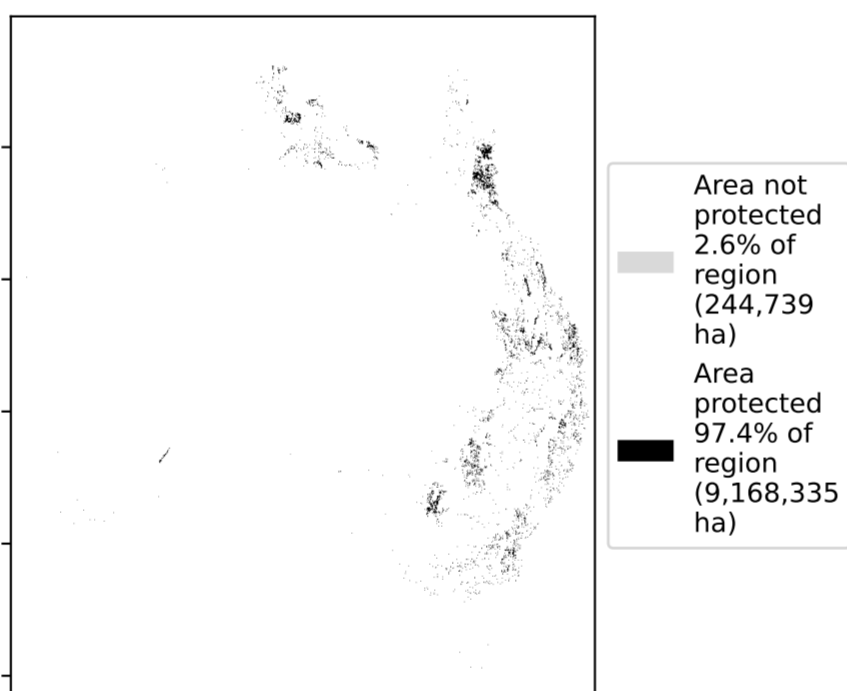 Area not
protected
2.6% of
region
(244,739
ha)
Area
protected
97.4% of
region
(9,168,335
ha)